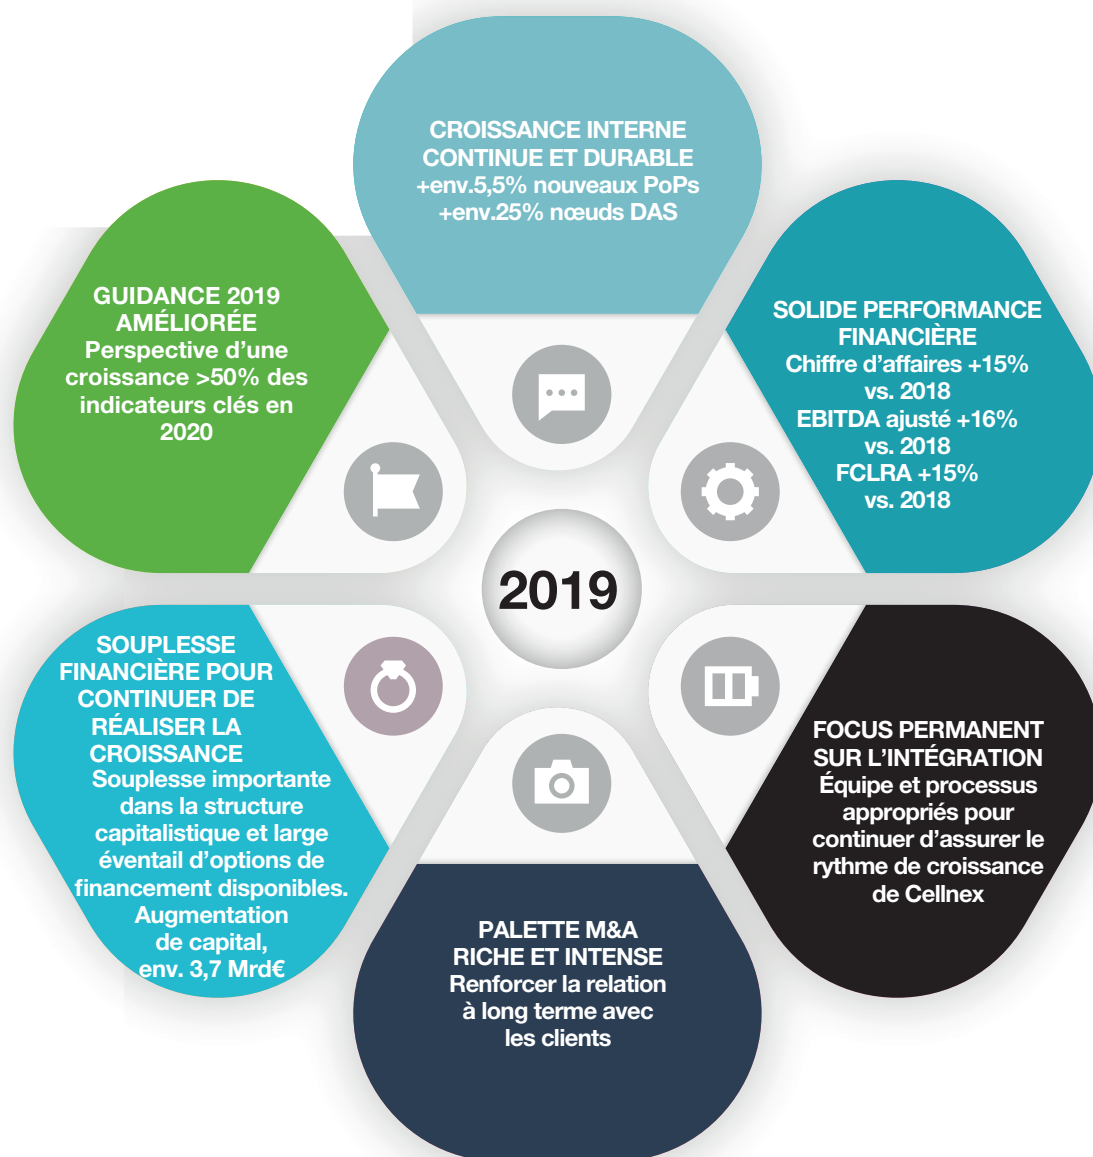 CROISSANCE INTERNE
CONTINUE ET DURABLE
+env.5,5% nouveaux PoPs
+env.25% nœuds DAS
GUIDANCE 2019
AMÉLIORÉE
Perspective d’une
croissance >50% des
indicateurs clés en
2020
SOLIDE PERFORMANCE
FINANCIÈRE
Chiffre d’affaires +15%
vs. 2018
EBITDA ajusté +16%
vs. 2018
FCLRA +15%
vs. 2018
2019
SOUPLESSE
FINANCIÈRE POUR
CONTINUER DE
RÉALISER LA
CROISSANCE
Souplesse importante
dans la structure
capitalistique et large
éventail d’options de
financement disponibles.
Augmentation
de capital,
env. 3,7 Mrd€
FOCUS PERMANENT
SUR L’INTÉGRATION
Équipe et processus
appropriés pour
continuer d’assurer le
rythme de croissance
de Cellnex
PALETTE M&A
RICHE ET INTENSE
Renforcer la relation
à long terme avec
les clients